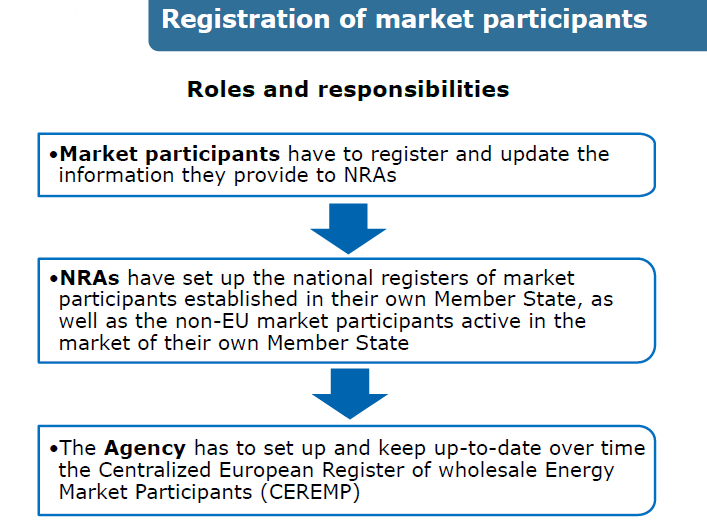 Registration of market participants
Roles and responsibilities
•Market participants have to register and update the
information they provide to NRAs
•NRAs have set up the national registers of market
participants established in their own Member State, as
well as the non-EU market participants active in the
market of their own Member State
•The Agency has to set up and keep up-to-date over time
the Centralized European Register of wholesale Energy
Market Participants (CEREMP)